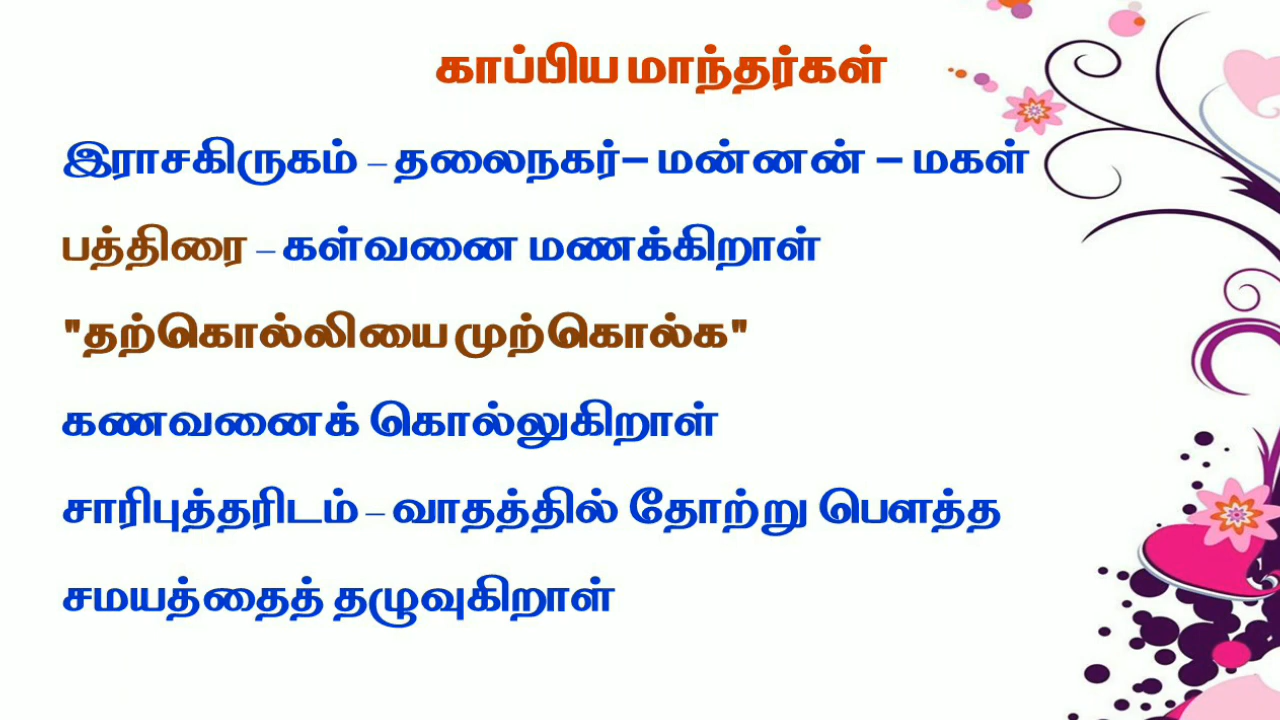 காப்பிய மாந்தர்கள்
இராசகிருகம் – தலைநகர்– மன்னன் – மகள்
பத்திரை – கள்வனை மணக்கிறாள்
"தற்கொல்லியை முற்கொல்க"
கணவனைக் கொல்லுகிறாள்
சாரிபுத்தரிடம் – வாதத்தில் தோற்று பௌத்த
சமயத்தைத் தழுவுகிறாள்